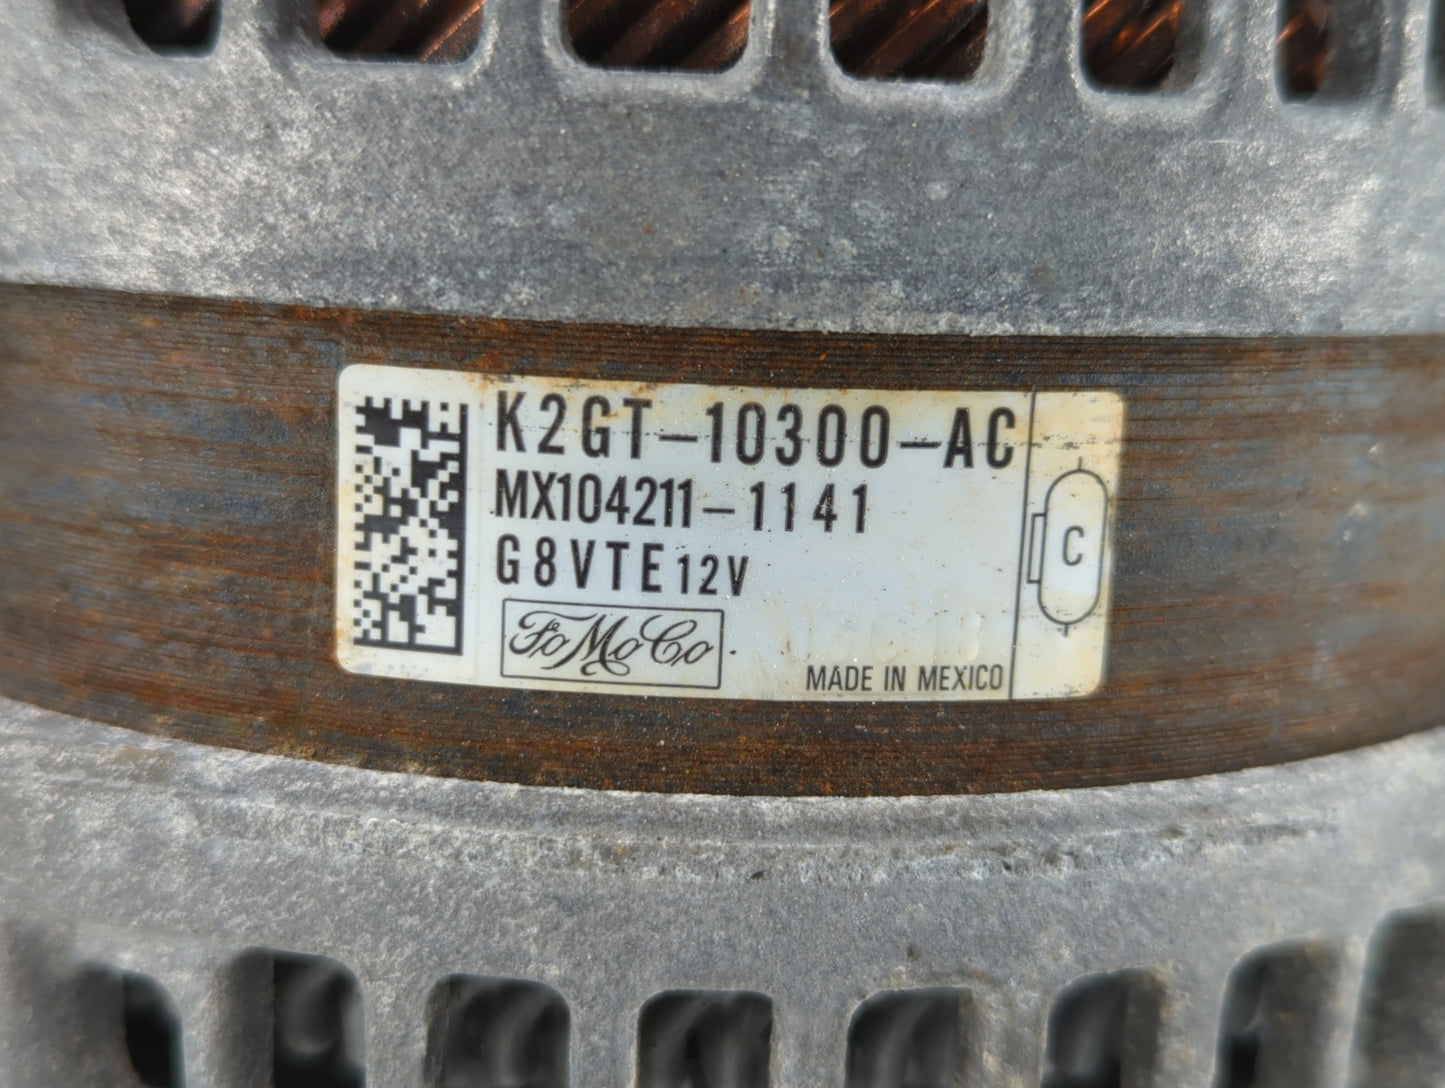 K2GT-10300-AC
MX104211-1141
G8VTE 12V
FoMoCo
MADE IN MEXICO
C